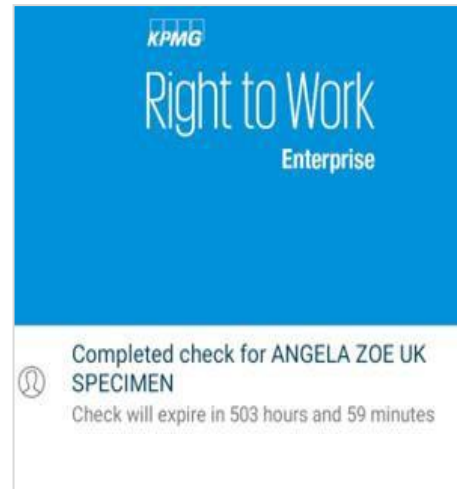 KPMG
Right to Work
Enterprise
Completed check for ANGELA ZOE UK
SPECIMEN
Check will expire in 503 hours and 59 minutes